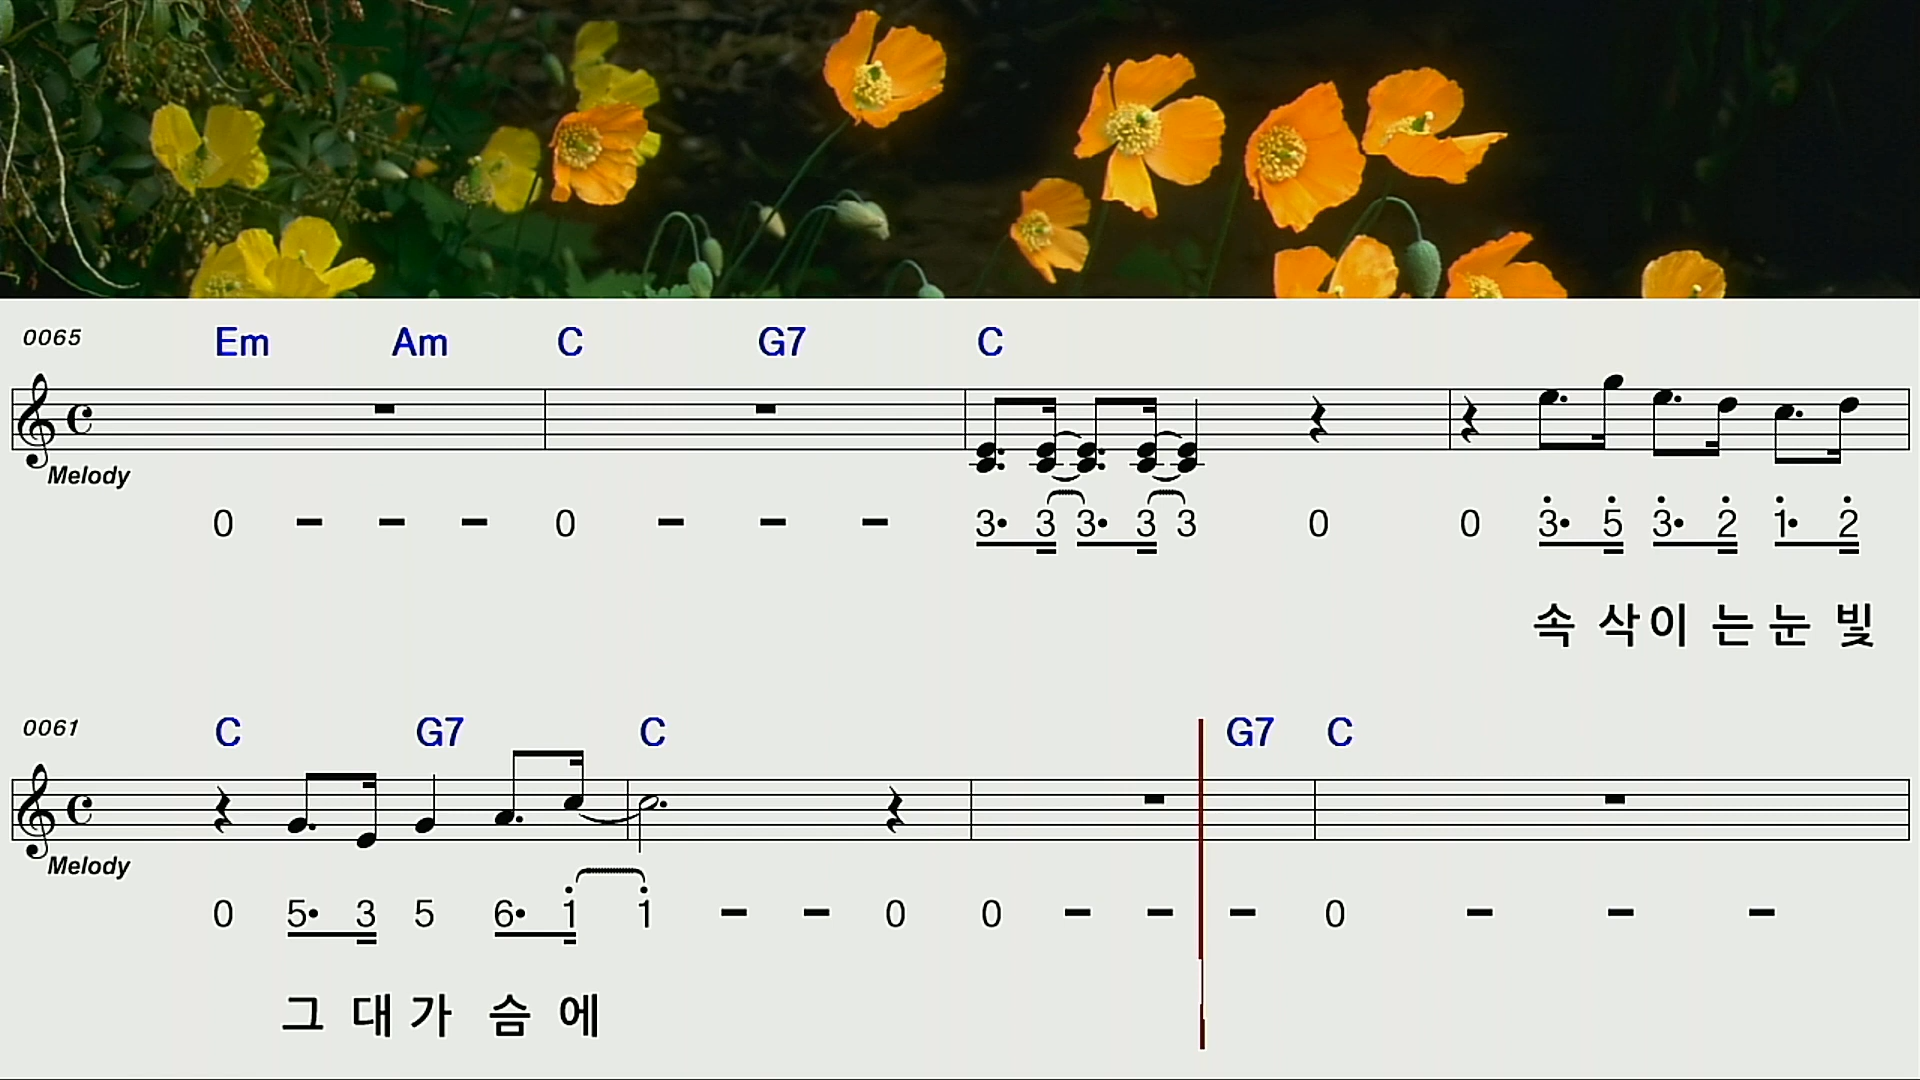 0065 Em Am C G7 C
Melody
0 - - - 0 - - - 3• 3 3• 3 3 0 0 3• 5 3• 2 1• 2
속 삭 이 는 눈 빛
0061 C G7 C G7 C
Melody
0 5• 3 5 6• 1 1 - - 0 0 - - - 0 - - -
그 대 가 슴 에